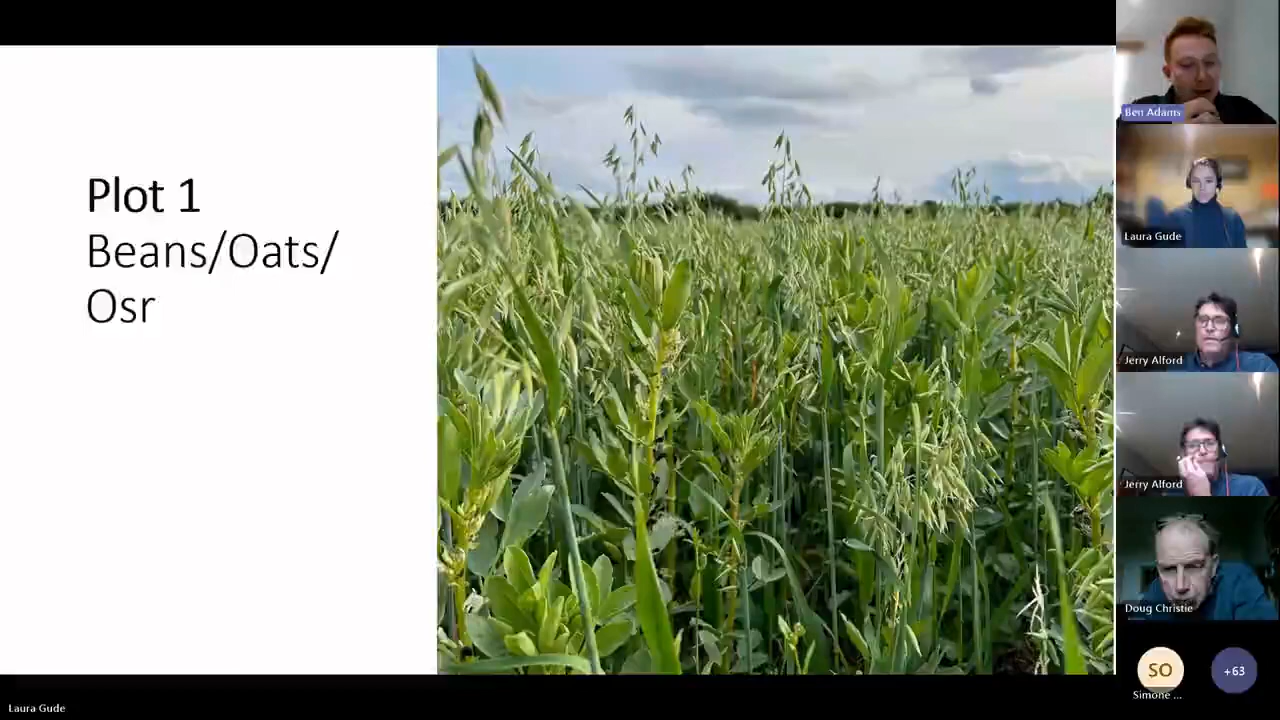 Plot 1
Beans/Oats/
Osr
Ben Adams
Laura Gude
Jerry Alford
Jerry Alford
Doug Christie
SO
Simone ...
+63
Laura Gude